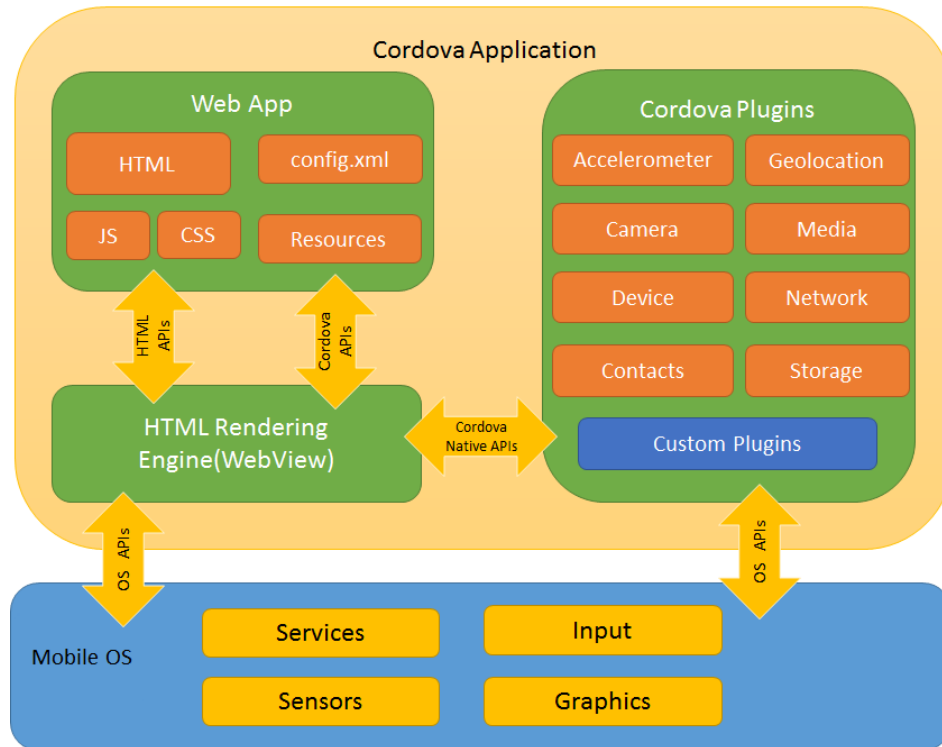 Cordova Application
Web App
HTML
config.xml
JS
CSS
Resources
Cordova Plugins
Accelerometer
Geolocation
Camera
Media
Device
Network
Contacts
Storage
Custom Plugins
HTML
APIs
Cordova
APIs
HTML Rendering
Engine(WebView)
Cordova
Native APIs
OS APIs
OS APIs
Mobile OS
Services
Input
Sensors
Graphics